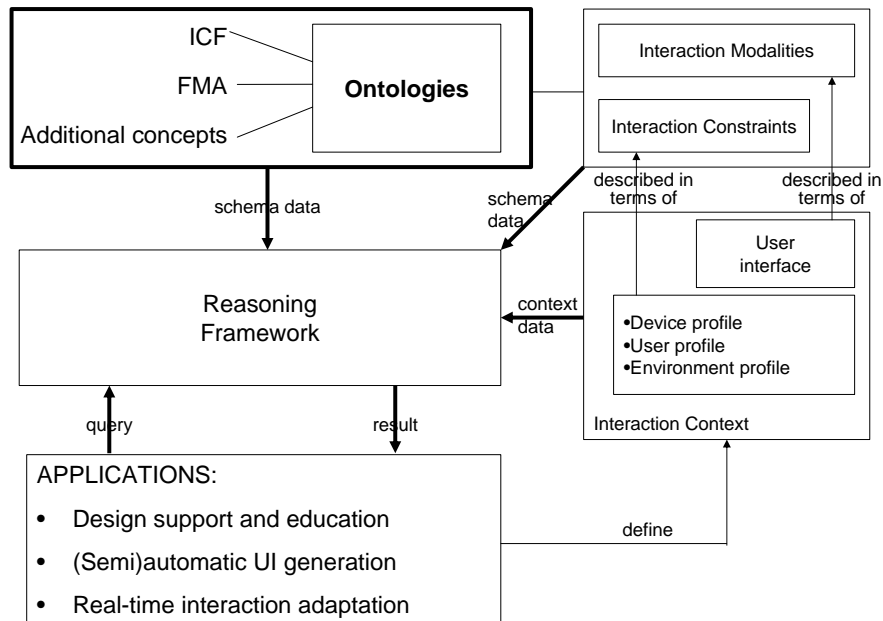 ICF
FMA
Additional concepts
Ontologies
Interaction Modalities
Interaction Constraints
schema data
schema
data
described in
terms of
described in
terms of
User
interface
Reasoning
Framework
context
data
•Device profile
•User profile
•Environment profile
Interaction Context
query
result
APPLICATIONS:
• Design support and education
• (Semi)automatic UI generation
• Real-time interaction adaptation
define